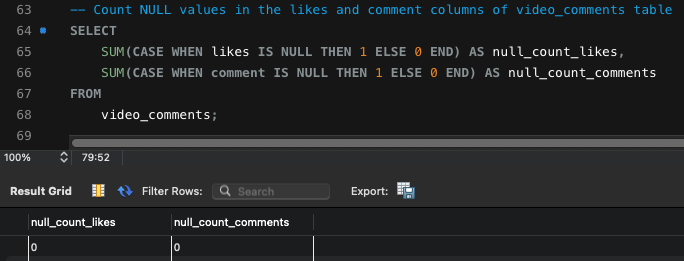 63 -- Count NULL values in the likes and comment columns of video_comments table
64 SELECT
65 SUM(CASE WHEN likes IS NULL THEN 1 ELSE 0 END) AS null_count_likes,
66 SUM(CASE WHEN comment IS NULL THEN 1 ELSE 0 END) AS null_count_comments
67 FROM
68 video_comments;
69
100% 79:52
Result Grid Filter Rows: Search Export:
null_count_likes null_count_comments
0 0